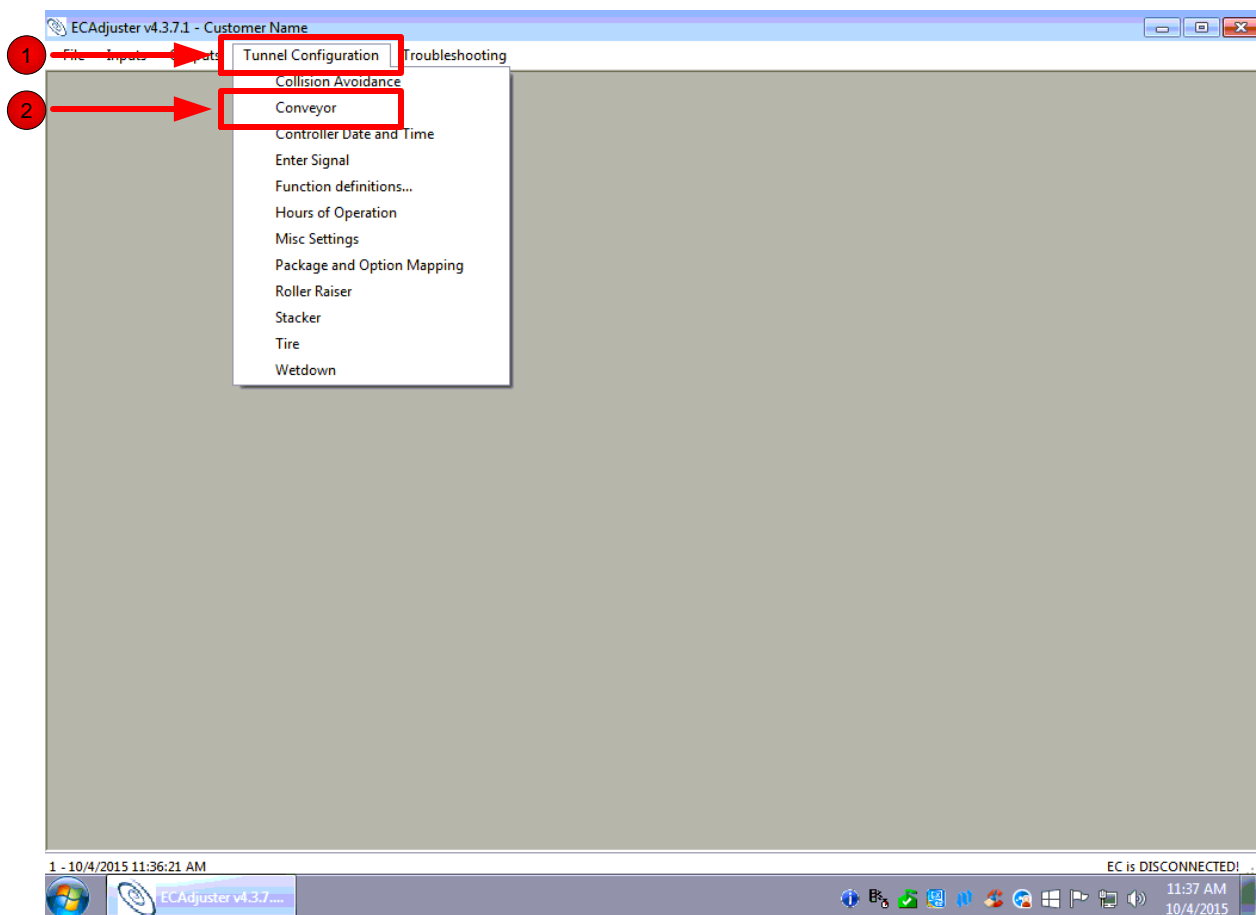 ECAdjuster v4.3.7.1 - Customer Name
1
File Inputs Outputs Tunnel Configuration Troubleshooting
Collision Avoidance
2
Conveyor
Controller Date and Time
Enter Signal
Function definitions...
Hours of Operation
Misc Settings
Package and Option Mapping
Roller Raiser
Stacker
Tire
Wetdown
1 - 10/4/2015 11:36:21 AM
EC is DISCONNECTED!
ECAdjuster v4.3.7....
11:37 AM
10/4/2015